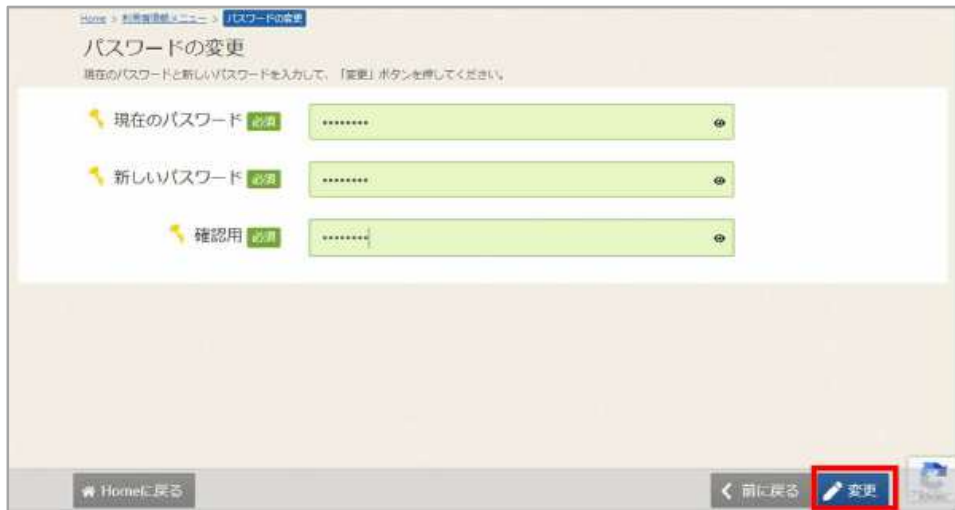 Home > 利用者情報メニュー > パスワードの変更
パスワードの変更
現在のパスワードと新しいパスワードを入力して、「変更」ボタンを押してください。
現在のパスワード 必須
••••••••
新しいパスワード 必須
••••••••
確認用 必須
••••••••
Homeに戻る
前に戻る
変更